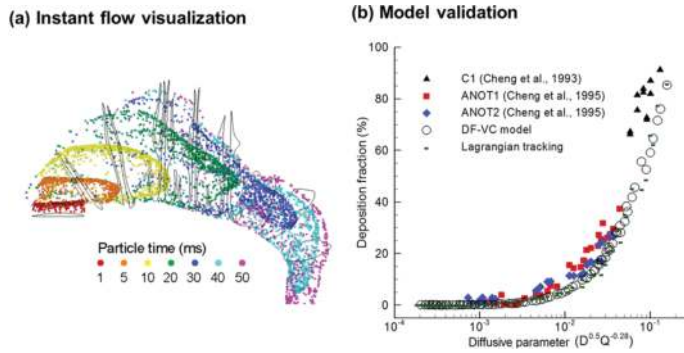 (a) Instant flow visualization
Particle time (ms)
1 5 10 20 30 40 50
(b) Model validation
Deposition fraction (%)
100
80
60
40
20
0
C1 (Cheng et al., 1993)
ANOT1 (Cheng et al., 1995)
ANOT2 (Cheng et al., 1995)
DF-VC model
Lagrangian tracking
10⁻⁴ 10⁻³ 10⁻² 10⁻¹
Diffusive parameter (D⁰·⁵Q⁻⁰·²⁸)